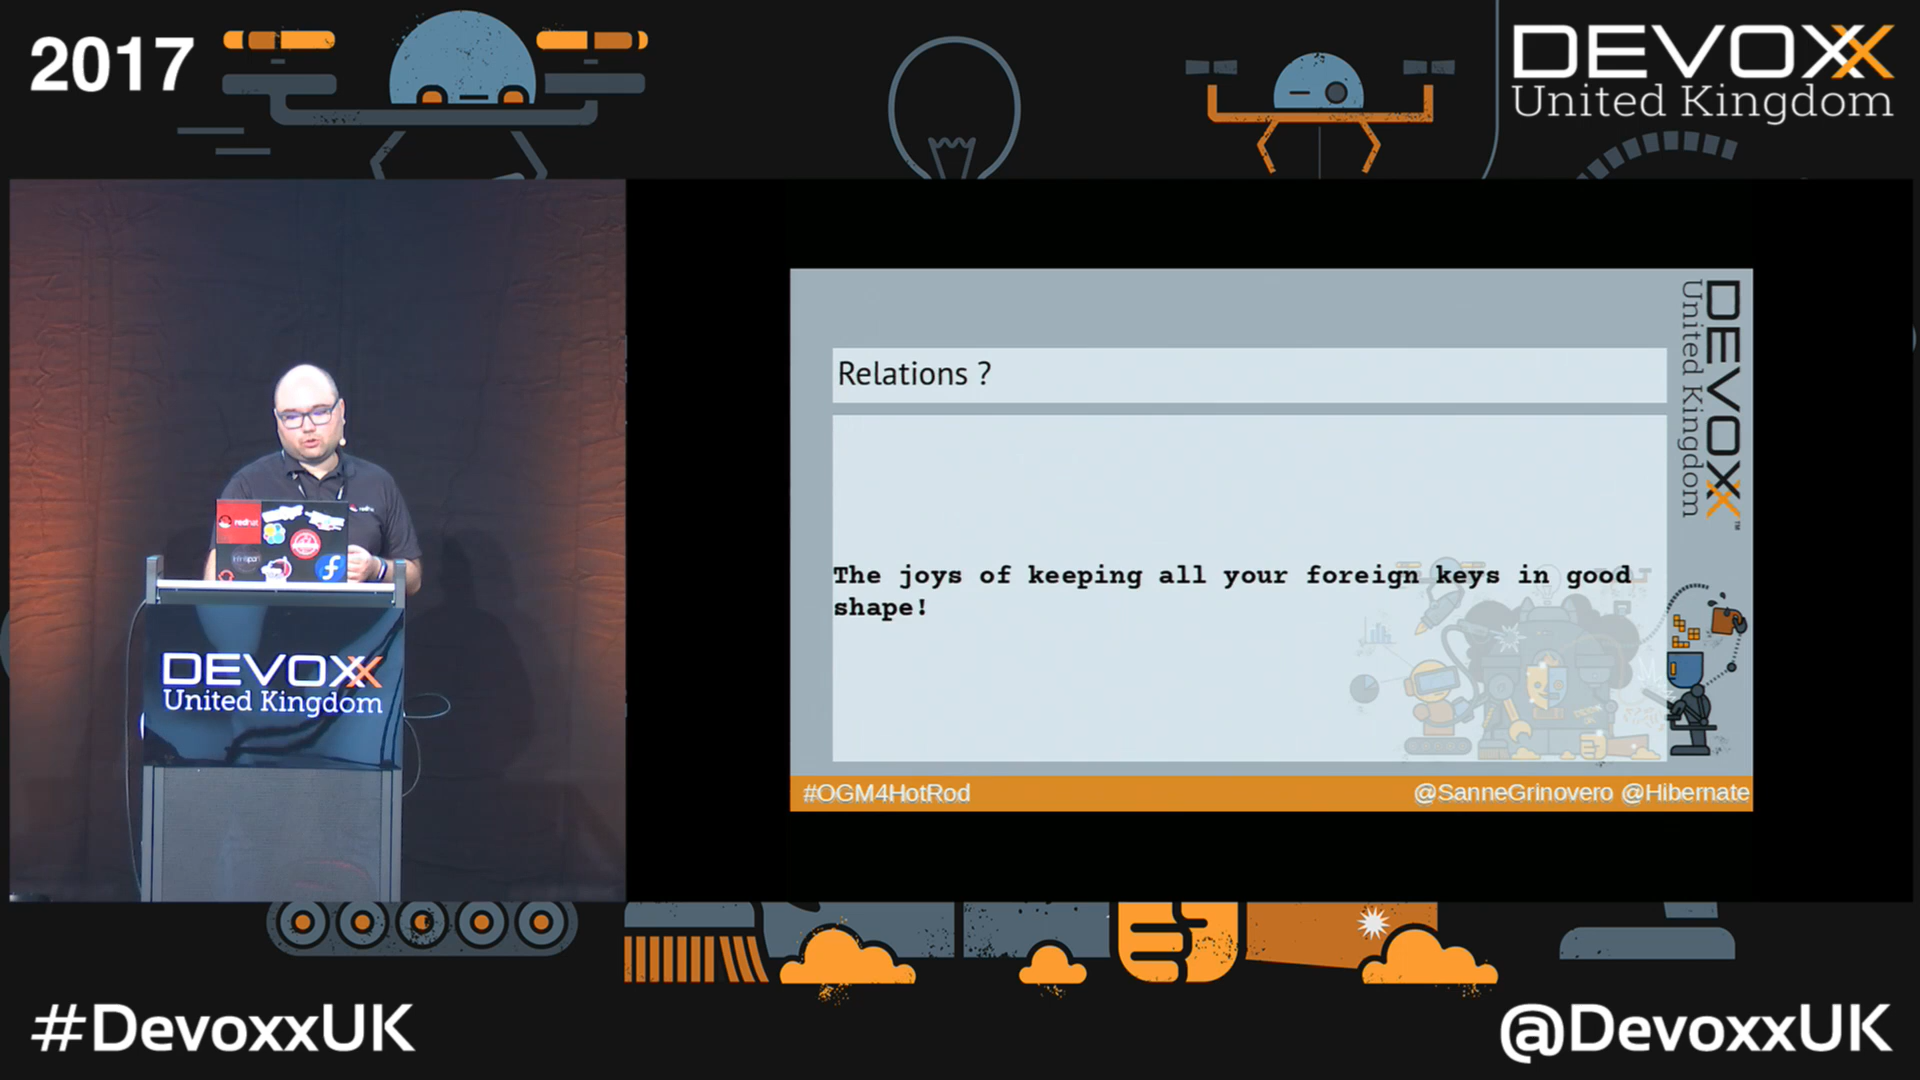 2017
DEVOXX
United Kingdom
Relations ?
The joys of keeping all your foreign keys in good
shape!
DEVOXX
United Kingdom
#OGM4HotRod
@SanneGrinovero @Hibernate
redhat
DEVOXX
United Kingdom
#DevoxxUK
@DevoxxUK